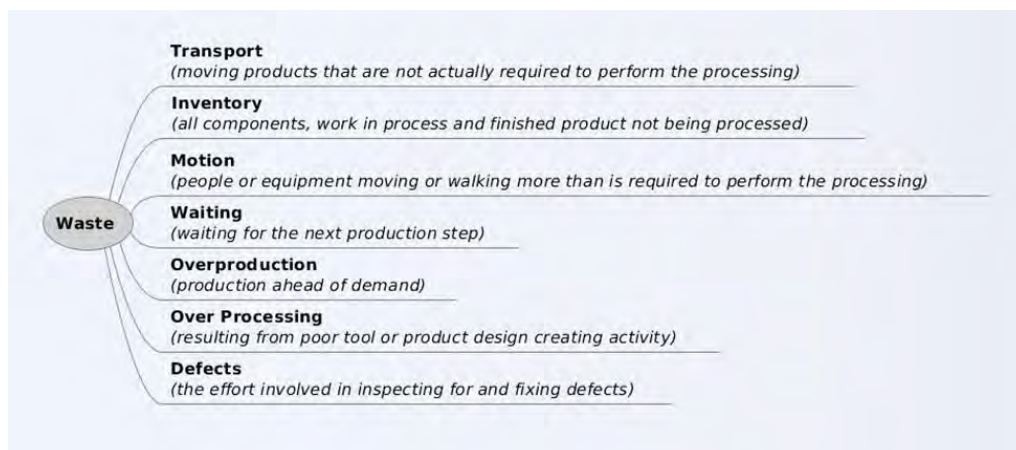 Transport
(moving products that are not actually required to perform the processing)
Inventory
(all components, work in process and finished product not being processed)
Motion
(people or equipment moving or walking more than is required to perform the processing)
Waste
Waiting
(waiting for the next production step)
Overproduction
(production ahead of demand)
Over Processing
(resulting from poor tool or product design creating activity)
Defects
(the effort involved in inspecting for and fixing defects)